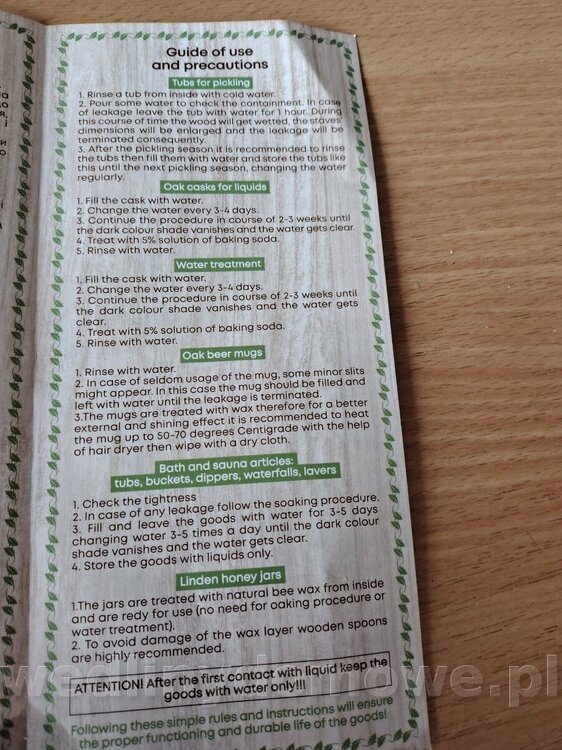 Guide of use
and precautions
Tubs for pickling
1. Rinse a tub from inside with cold water.
2. Pour some water to check the containment. In case
of leakage leave the tub with water for 1 hour. During
this course of time the wood will get wetted, the staves'
dimensions will be enlarged and the leakage will be
terminated consequently.
3. After the pickling season it is recommended to rinse
the tubs then fill them with water and store the tubs like
this until the next pickling season, changing the water
regularly.
Oak casks for liquids
1. Fill the cask with water.
2. Change the water every 3-4 days.
3. Continue the procedure in course of 2-3 weeks until
the dark colour shade vanishes and the water gets clear.
4. Treat with 5% solution of baking soda.
5. Rinse with water.
Water treatment
1. Fill the cask with water.
2. Change the water every 3-4 days.
3. Continue the procedure in course of 2-3 weeks until
the dark colour shade vanishes and the water gets
clear.
4. Treat with 5% solution of baking soda.
5. Rinse with water.
Oak beer mugs
1. Rinse with water.
2. In case of seldom usage of the mug, some minor slits
might appear. In this case the mug should be filled and
left with water until the leakage is terminated.
3.The mugs are treated with wax therefore for a better
external and shining effect it is recommended to heat
the mug up to 50-70 degrees Centigrade with the help
of hair dryer then wipe with a dry cloth.
Bath and sauna articles:
tubs, buckets, dippers, waterfalls, lavers
1. Check the tightness
2. In case of any leakage follow the soaking procedure.
3. Fill and leave the goods with water for 3-5 days
changing water 3-5 times a day until the dark colour
shade vanishes and the water gets clear.
4. Store the goods with liquids only.
Linden honey jars
1.The jars are treated with natural bee wax from inside
and are redy for use (no need for oaking procedure or
water treatment).
2. To avoid damage of the wax layer wooden spoons
are highly recommended.
ATTENTION! After the first contact with liquid keep the
goods with water only!!!
Following these simple rules and instructions will ensure
the proper functioning and durable life of the goods!